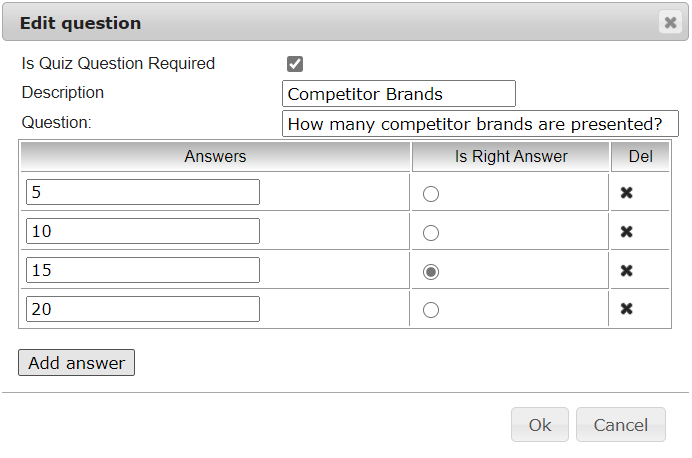 Edit question
Is Quiz Question Required
Description Competitor Brands
Question: How many competitor brands are presented?
Answers Is Right Answer Del
5
10
15
20
Add answer
Ok Cancel